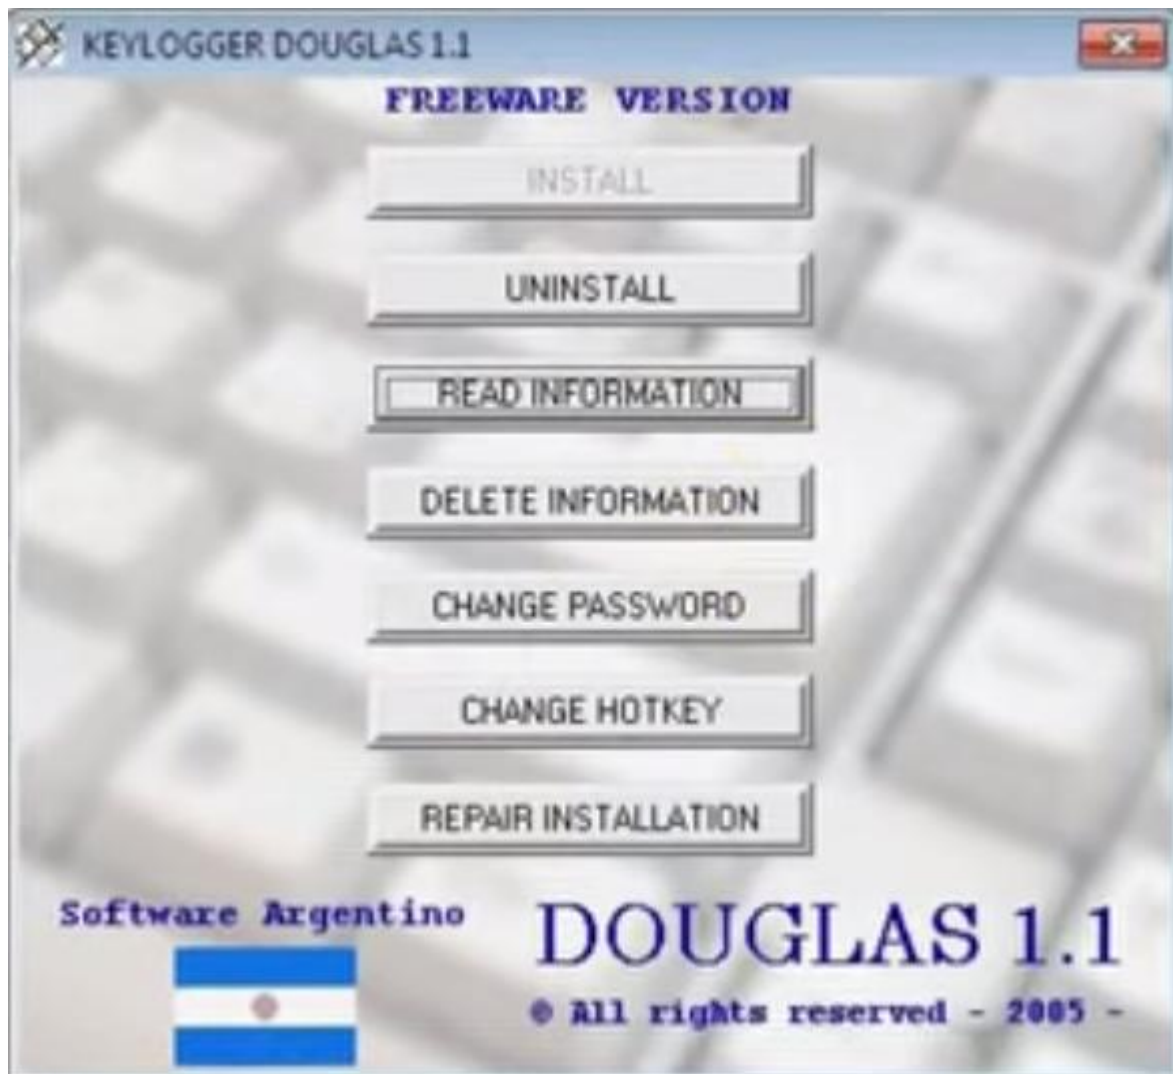 KEYLOGGER DOUGLAS 1.1
FREEWARE VERSION
INSTALL
UNINSTALL
READ INFORMATION
DELETE INFORMATION
CHANGE PASSWORD
CHANGE HOTKEY
REPAIR INSTALLATION
Software Argentino
DOUGLAS 1.1
© All rights reserved - 2005 -